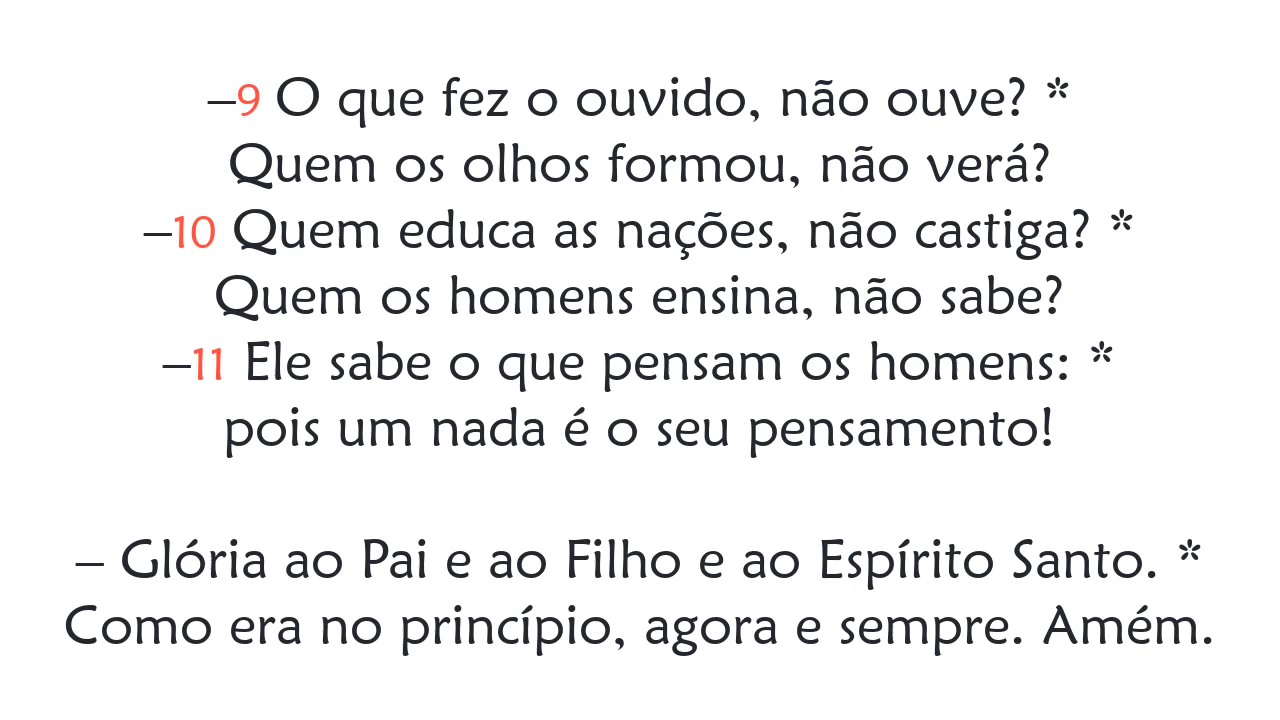 –9 O que fez o ouvido, não ouve? *
Quem os olhos formou, não verá?
–10 Quem educa as nações, não castiga? *
Quem os homens ensina, não sabe?
–11 Ele sabe o que pensam os homens: *
pois um nada é o seu pensamento!
– Glória ao Pai e ao Filho e ao Espírito Santo. *
Como era no princípio, agora e sempre. Amém.